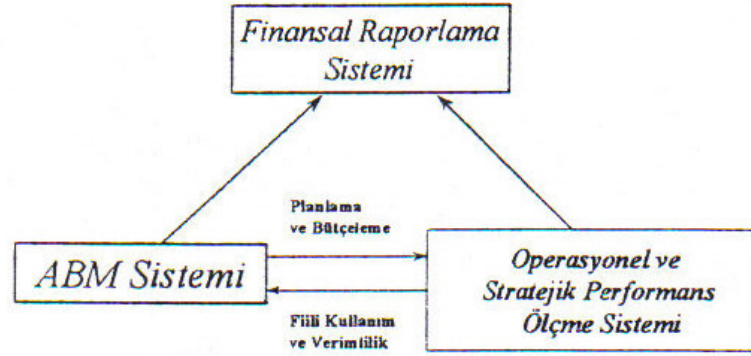 Finansal Raporlama
Sistemi
Planlama
ve Bütçeleme
ABM Sistemi
Operasyonel ve
Stratejik Performans
Ölçme Sistemi
Fiili Kullanım
ve Verimlilik